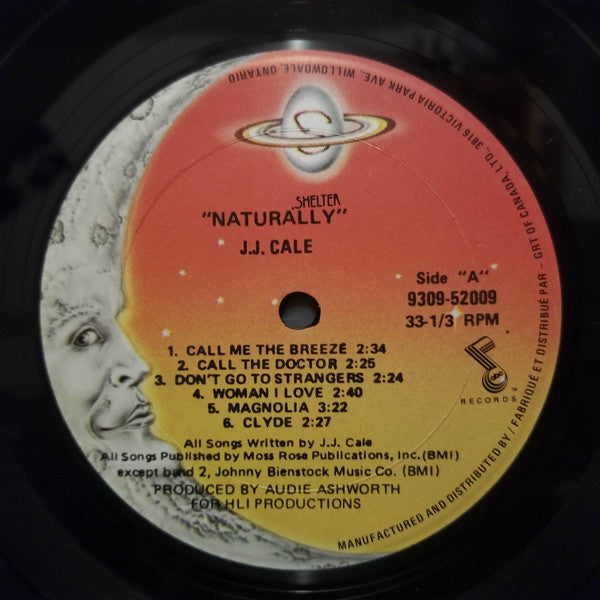 S
SHELTER
"NATURALLY"
J.J. CALE
Side "A"
9309-52009
33-1/3 RPM
1. CALL ME THE BREEZE 2:34
2. CALL THE DOCTOR 2:25
3. DON'T GO TO STRANGERS 2:24
4. WOMAN I LOVE 2:40
5. MAGNOLIA 3:22
6. CLYDE 2:27
abc
RECORDS
All Songs Written by J.J. Cale
All Songs Published by Moss Rose Publications, Inc.(BMI)
except band 2, Johnny Bienstock Music Co. (BMI)
PRODUCED BY AUDIE ASHWORTH
FOR HLI PRODUCTIONS
MANUFACTURED AND DISTRIBUTED BY / FABRIQUÉ ET DISTRIBUÉ PAR - GRT OF CANADA, LTD., 3816 VICTORIA PARK AVE., WILLOWDALE, ONTARIO